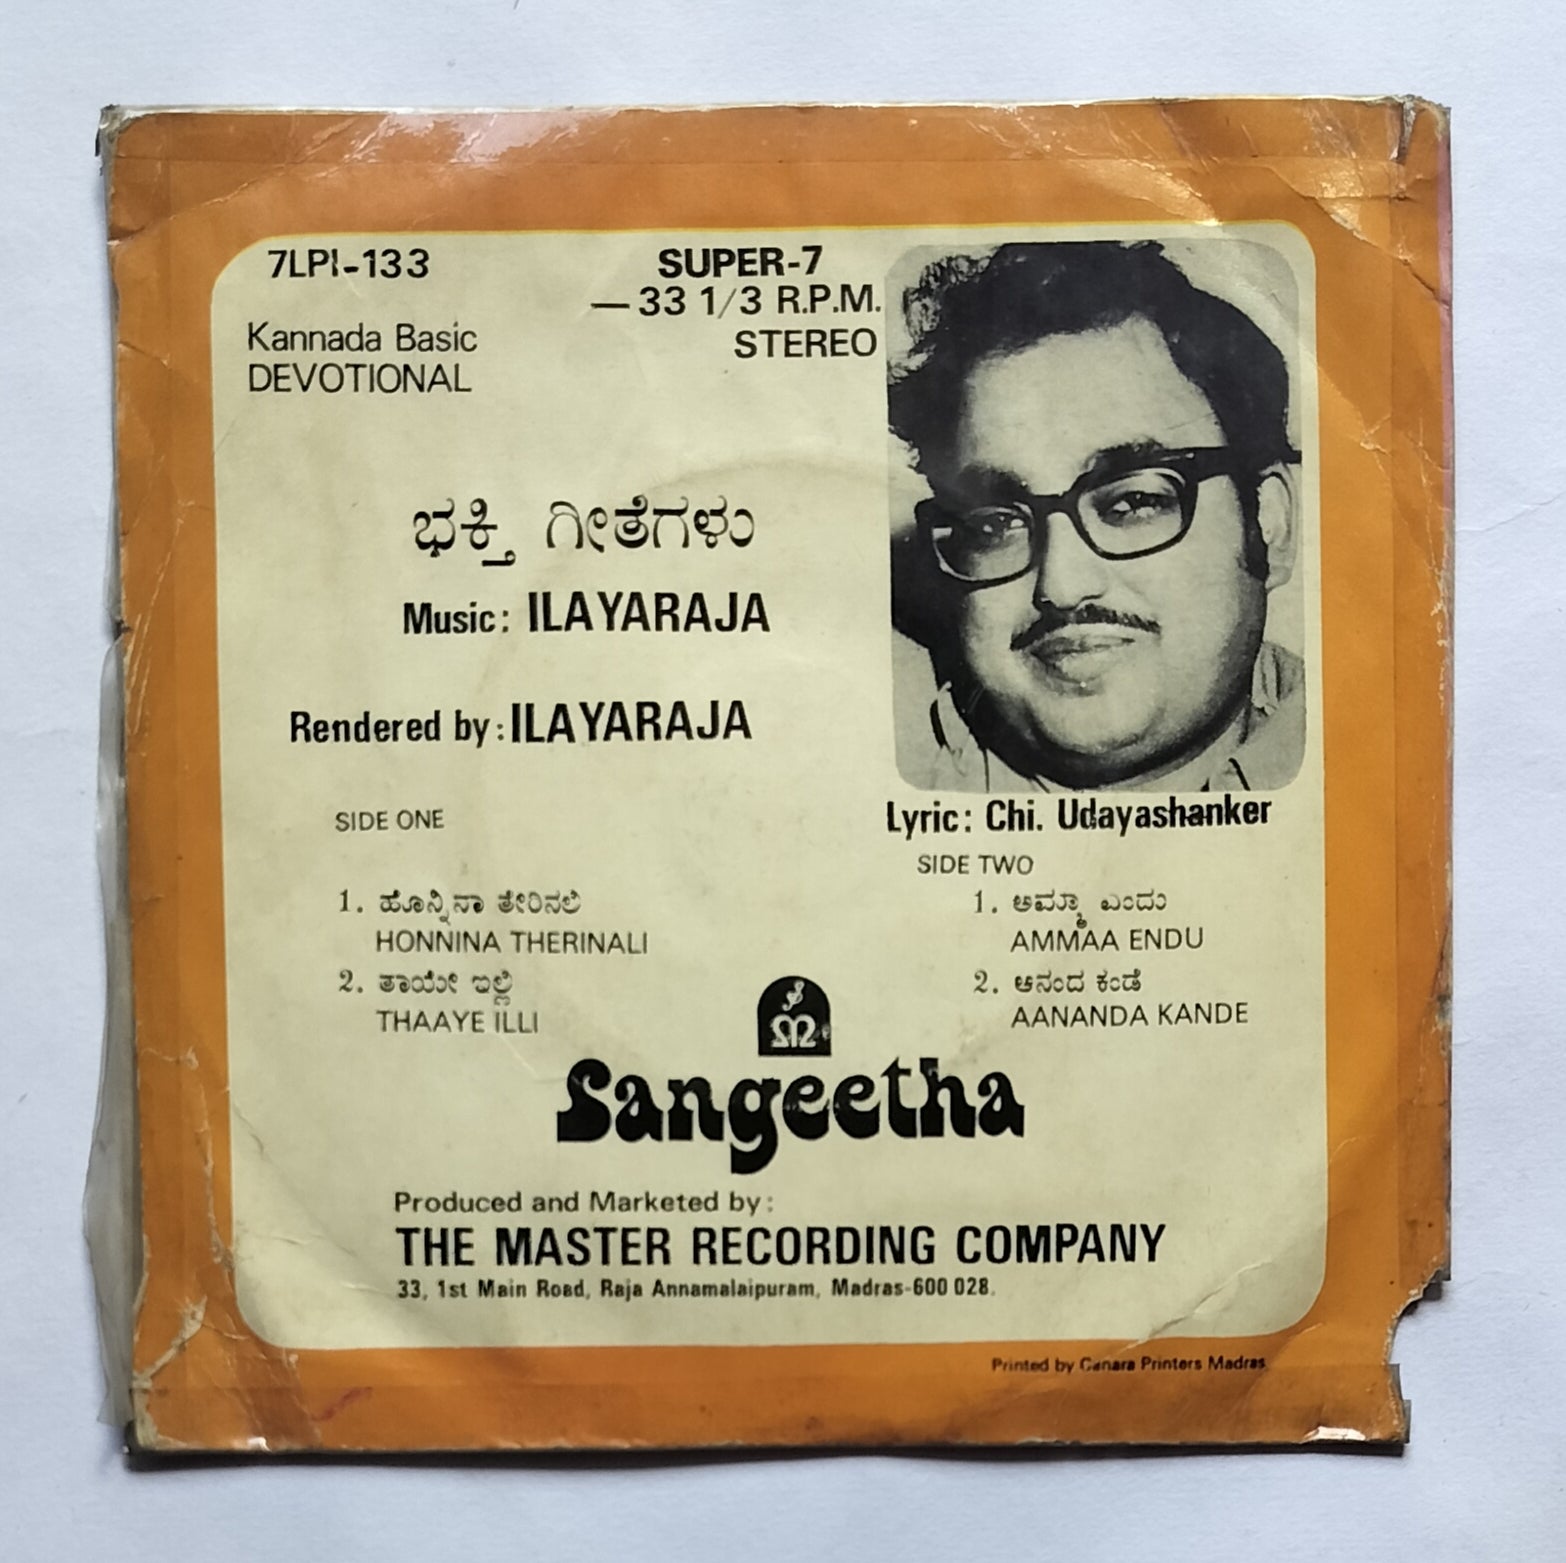 7LPI-133
SUPER-7
— 33 1/3 R.P.M.
STEREO
Kannada Basic
DEVOTIONAL
ಭಕ್ತಿ ಗೀತೆಗಳು
Music: ILAYARAJA
Rendered by: ILAYARAJA
Lyric: Chi. Udayashanker
SIDE ONE
1. ಹೊನ್ನಿನಾ ತೇರಿನಲಿ
HONNINA THERINALI
2. ತಾಯೇ ಇಲ್ಲಿ
THAAYE ILLI
SIDE TWO
1. ಅಮ್ಮಾ ಎಂದು
AMMAA ENDU
2. ಆನಂದ ಕಂಡೆ
AANANDA KANDE
Sangeetha
Produced and Marketed by:
THE MASTER RECORDING COMPANY
33, 1st Main Road, Raja Annamalaipuram, Madras-600 028.
Printed by Canara Printers Madras